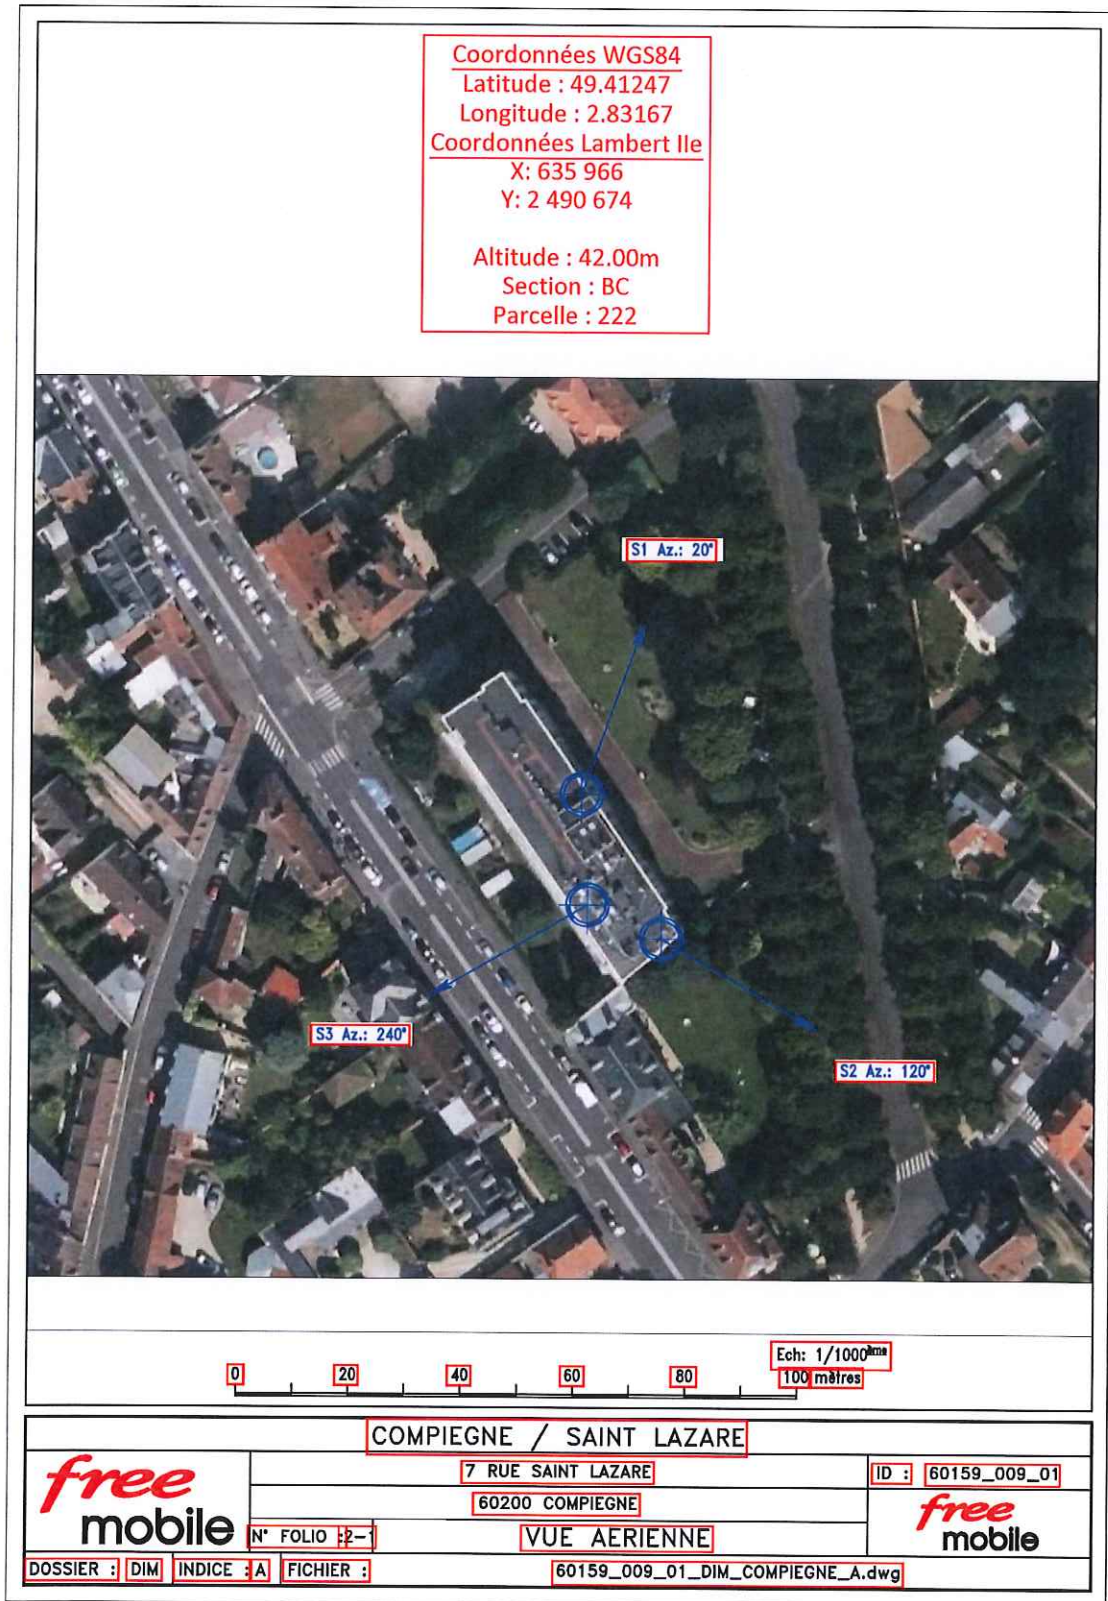 Coordonnées WGS84
Latitude : 49.41247
Longitude : 2.83167
Coordonnées Lambert IIe
X: 635 966
Y: 2 490 674
Altitude : 42.00m
Section : BC
Parcelle : 222
S1 Az.: 20°
S3 Az.: 240°
S2 Az.: 120°
Ech: 1/1000ème
0 20 40 60 80 100 mètres
COMPIEGNE / SAINT LAZARE
free mobile
7 RUE SAINT LAZARE
ID : 60159_009_01
60200 COMPIEGNE
free mobile
N° FOLIO :2-1
VUE AERIENNE
DOSSIER : DIM INDICE : A FICHIER : 60159_009_01_DIM_COMPIEGNE_A.dwg